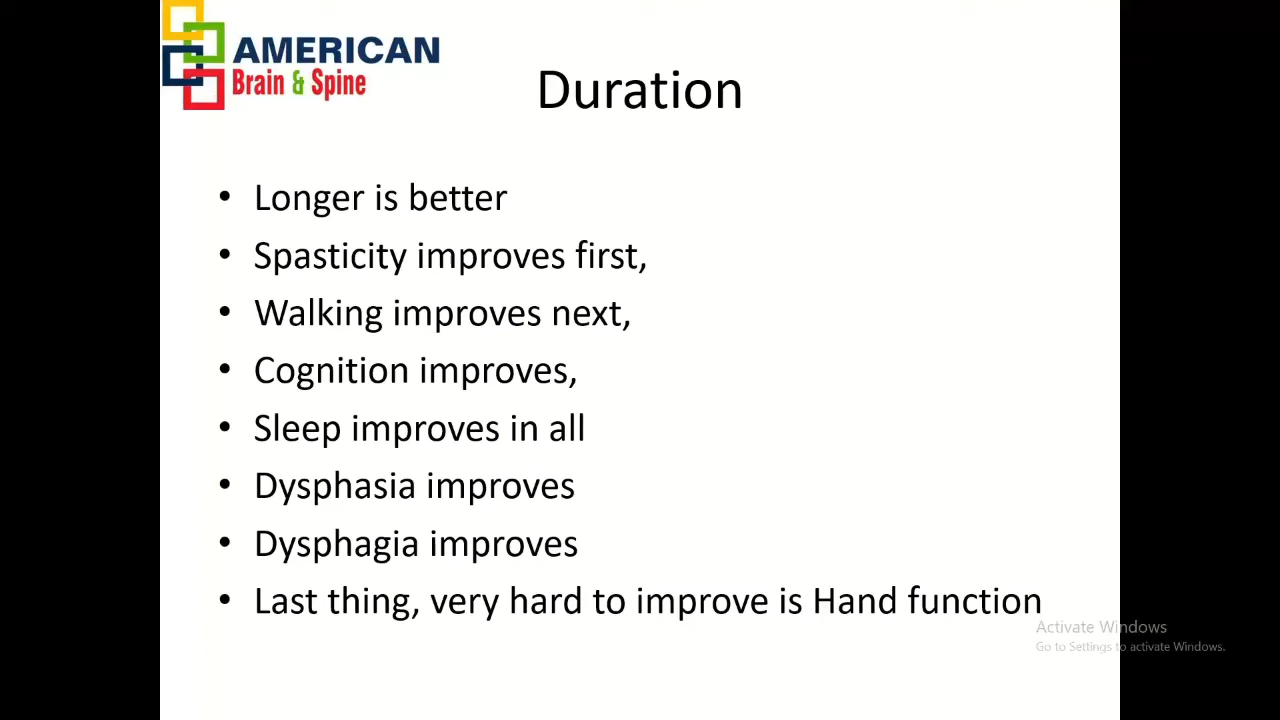 AMERICAN
Brain & Spine
Duration
• Longer is better
• Spasticity improves first,
• Walking improves next,
• Cognition improves,
• Sleep improves in all
• Dysphasia improves
• Dysphagia improves
• Last thing, very hard to improve is Hand function
Activate Windows
Go to Settings to activate Windows.